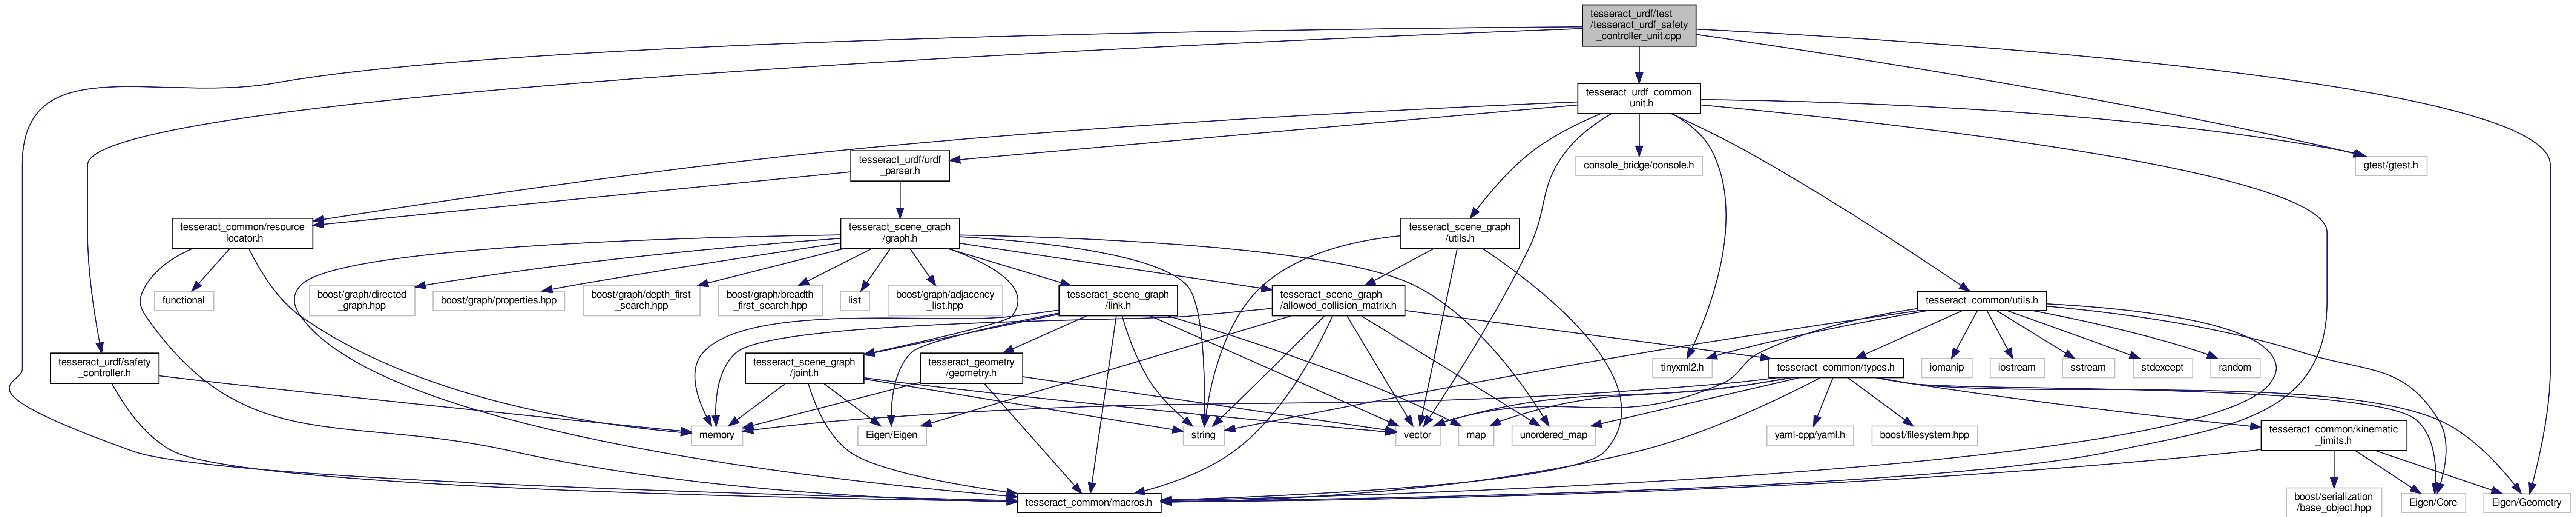 tesseract_urdf/test
/tesseract_urdf_safety
_controller_unit.cpp
tesseract_urdf_common
_unit.h
tesseract_urdf/urdf
_parser.h
console_bridge/console.h
gtest/gtest.h
tesseract_common/resource
_locator.h
tesseract_scene_graph
/graph.h
tesseract_scene_graph
/utils.h
functional
boost/graph/directed
_graph.hpp
boost/graph/properties.hpp
boost/graph/depth_first
_search.hpp
boost/graph/breadth
_first_search.hpp
list
boost/graph/adjacency
_list.hpp
tesseract_scene_graph
/link.h
tesseract_scene_graph
/allowed_collision_matrix.h
tesseract_common/utils.h
tesseract_urdf/safety
_controller.h
tesseract_scene_graph
/joint.h
tesseract_geometry
/geometry.h
tinyxml2.h
tesseract_common/types.h
iomanip
iostream
sstream
stdexcept
random
memory
Eigen/Eigen
string
vector
map
unordered_map
yaml-cpp/yaml.h
boost/filesystem.hpp
tesseract_common/kinematic
_limits.h
tesseract_common/macros.h
boost/serialization
/base_object.hpp
Eigen/Core
Eigen/Geometry